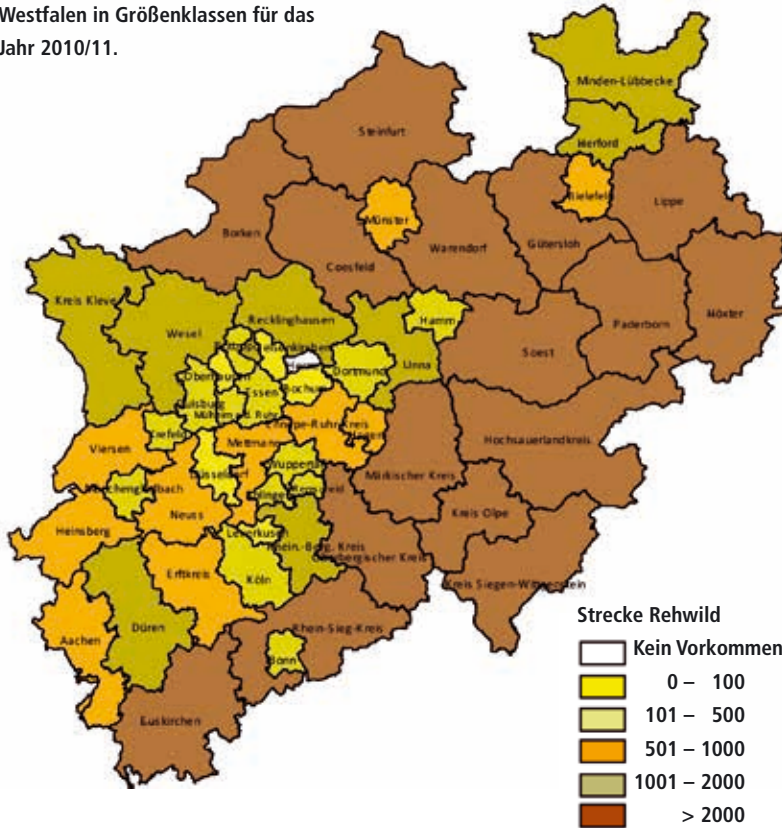 Westfalen in Größenklassen für das
Jahr 2010/11.
Minden-Lübbecke
Steinfurt
Herford
Bielefeld
Lippe
Münster
Borken
Warendorf
Gütersloh
Coesfeld
Kreis Kleve
Höxter
Recklinghausen
Wesel
Hamm
Paderborn
Soest
Unna
Dortmund
Oberhausen
Bochum
Essen
Duisburg
Mülheim a.d. Ruhr
Ennepe-Ruhr-Kreis
Hagen
Krefeld
Viersen
Mettmann
Hochsauerlandkreis
Wuppertal
Märkischer Kreis
Düsseldorf
Mönchengladbach
Remscheid
Solingen
Neuss
Kreis Olpe
Heinsberg
Leverkusen
Rhein.-Berg. Kreis
Oberbergischer Kreis
Erftkreis
Köln
Kreis Siegen-Wittgenstein
Düren
Rhein-Sieg-Kreis
Aachen
Bonn
Euskirchen
Strecke Rehwild
Kein Vorkommen
0 – 100
101 – 500
501 – 1000
1001 – 2000
> 2000